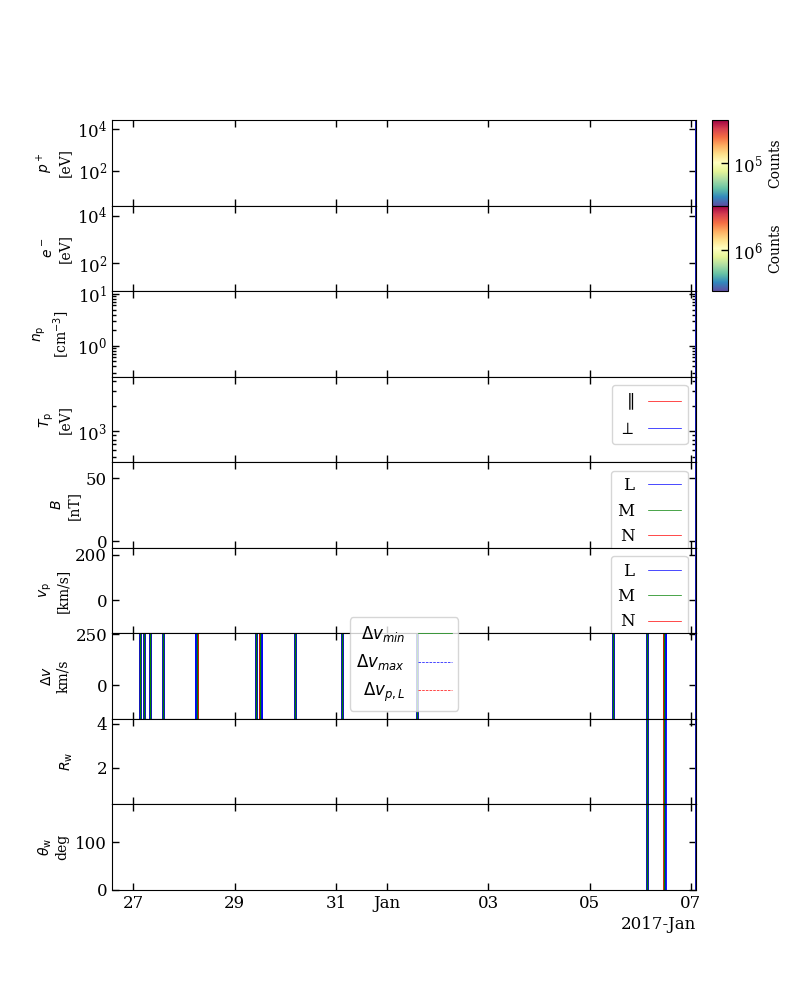 10^4
10^2
p^+
[eV]
10^5
Counts
10^4
10^2
e^-
[eV]
10^6
Counts
10^1
10^0
n_p
[cm^−3]
10^3
T_p
[eV]
∥
⊥
50
0
B
[nT]
L
M
N
200
0
v_p
[km/s]
L
M
N
250
0
Δv
km/s
Δv_min
Δv_max
Δv_p,L
4
2
R_w
100
0
θ_w
deg
27 29 31 Jan 03 05 07
2017-Jan